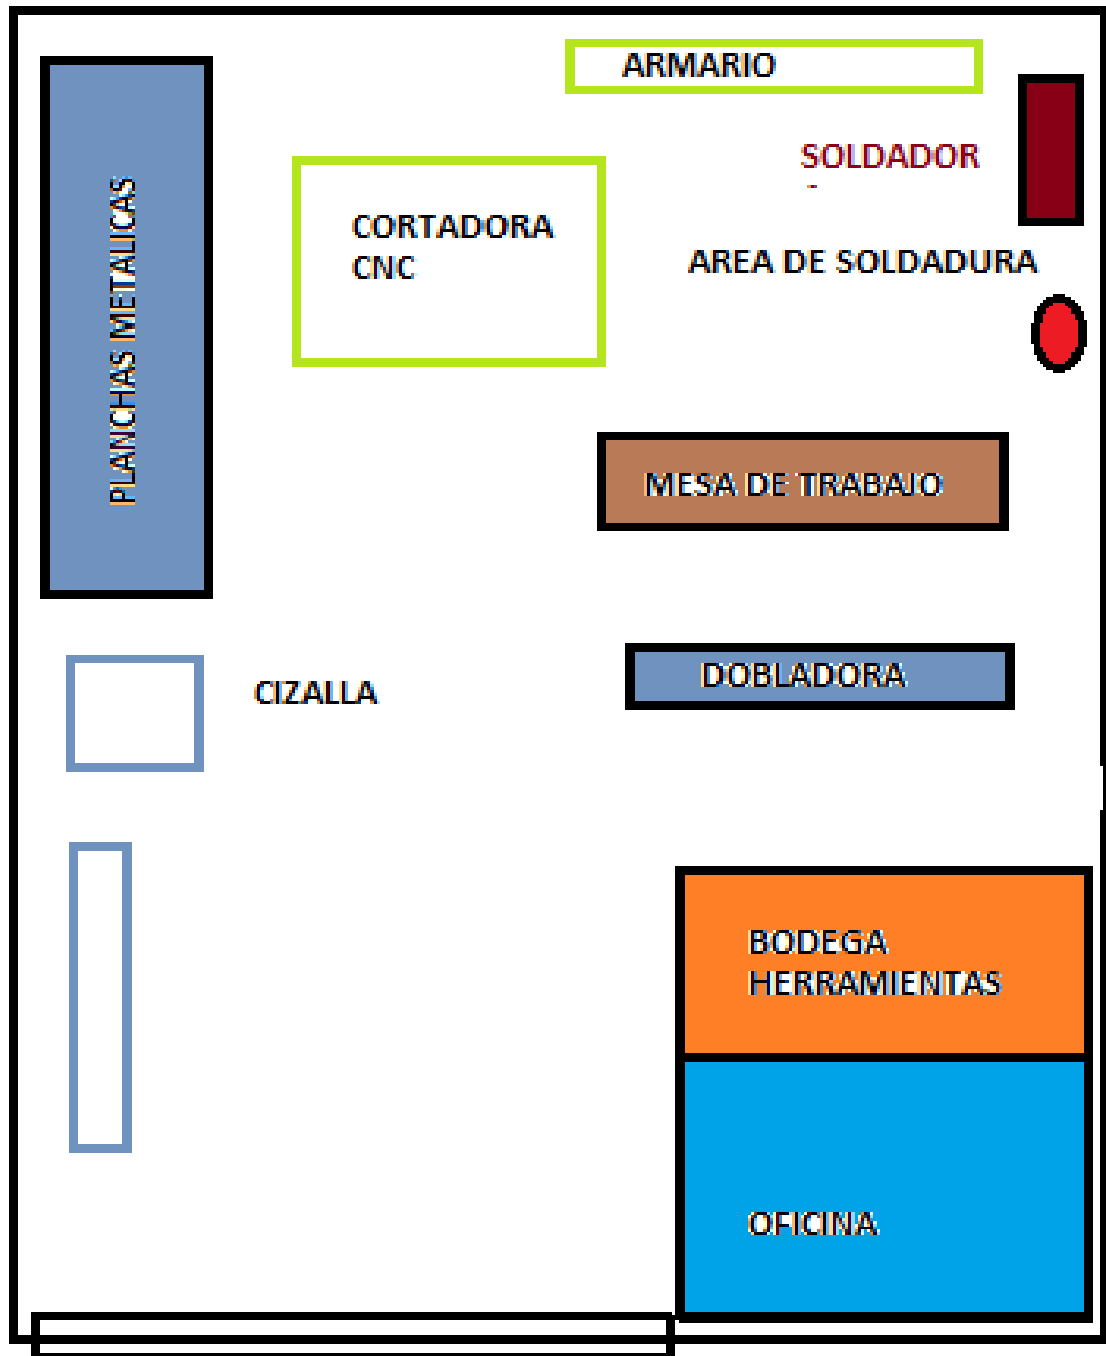 ARMARIO
SOLDADOR
PLANCHAS METALICAS
CORTADORA
CNC
AREA DE SOLDADURA
MESA DE TRABAJO
CIZALLA
DOBLADORA
BODEGA
HERRAMIENTAS
OFICINA